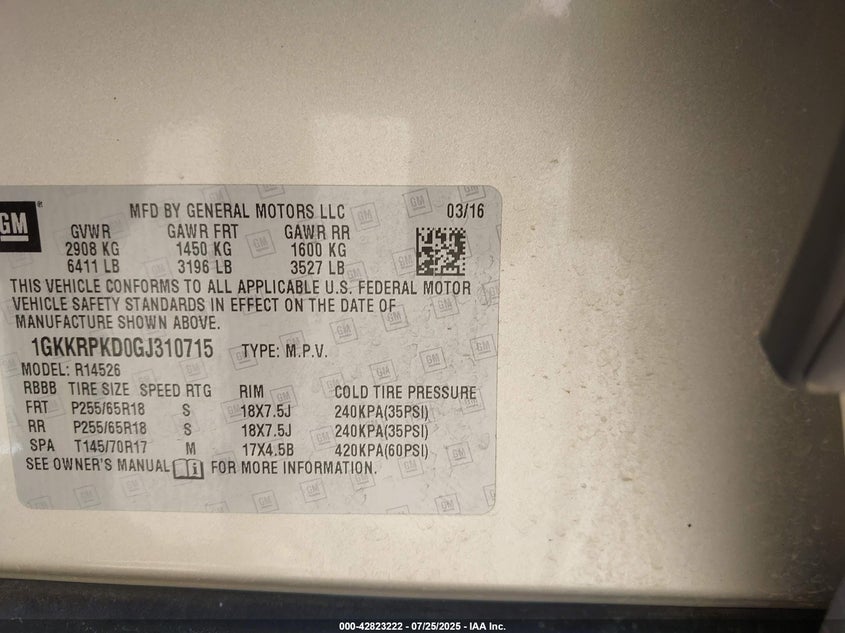 GM
®
MFD BY GENERAL MOTORS LLC 03/16
GVWR GAWR FRT GAWR RR
2908 KG 1450 KG 1600 KG
6411 LB 3196 LB 3527 LB
THIS VEHICLE CONFORMS TO ALL APPLICABLE U.S. FEDERAL MOTOR
VEHICLE SAFETY STANDARDS IN EFFECT ON THE DATE OF
MANUFACTURE SHOWN ABOVE.
1GKKRPKD0GJ310715 TYPE: M.P.V.
MODEL: R14526
RBBB TIRE SIZE SPEED RTG RIM COLD TIRE PRESSURE
FRT P255/65R18 S 18X7.5J 240KPA(35PSI)
RR P255/65R18 S 18X7.5J 240KPA(35PSI)
SPA T145/70R17 M 17X4.5B 420KPA(60PSI)
SEE OWNER'S MANUAL FOR MORE INFORMATION.
000-42823222 - 07/25/2025 - IAA Inc.